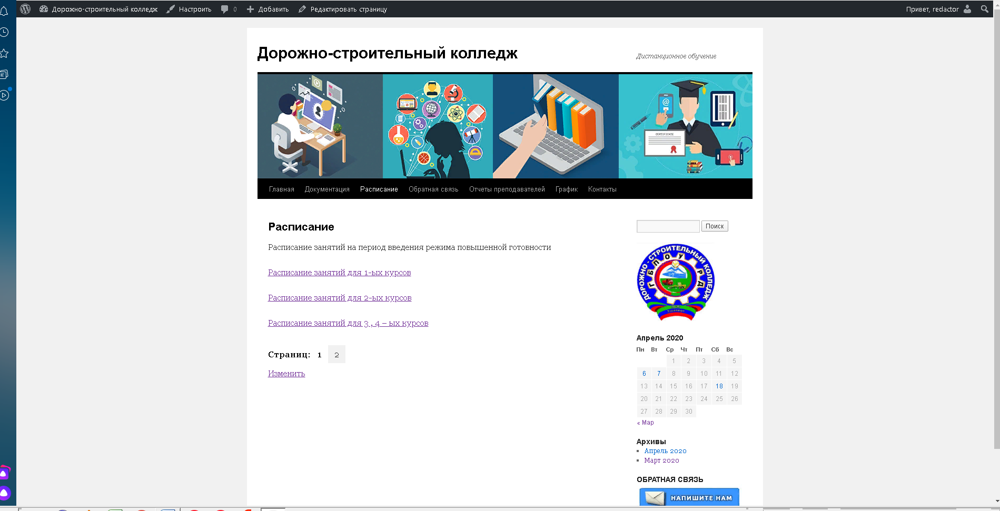 Дорожно-строительный колледж Настроить 0 Добавить Редактировать страницу Привет, redactor
Дорожно-строительный колледж
Дистанционное обучение
CERTIFICATE
Главная Документация Расписание Обратная связь Отчеты преподавателей График Контакты
Расписание
Расписание занятий на период введения режима повышенной готовности
Расписание занятий для 1-ых курсов
Расписание занятий для 2-ых курсов
Расписание занятий для 3 , 4 – ых курсов
Страниц: 1 2
Изменить
Поиск
ДОРОЖНО-СТРОИТЕЛЬНЫЙ КОЛЛЕДЖ
ГБПОУ РД
Апрель 2020
Пн Вт Ср Чт Пт Сб Вс
1 2 3 4 5
6 7 8 9 10 11 12
13 14 15 16 17 18 19
20 21 22 23 24 25 26
27 28 29 30
« Мар
Архивы
Апрель 2020
Март 2020
ОБРАТНАЯ СВЯЗЬ
НАПИШИТЕ НАМ